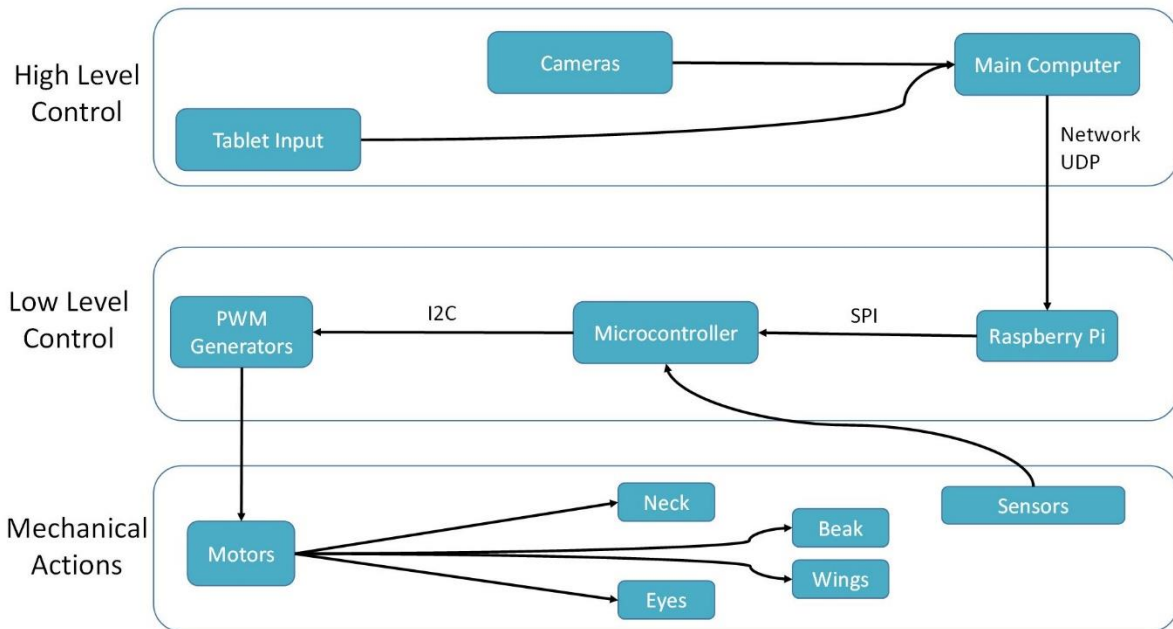 High Level
Control
Cameras
Main Computer
Tablet Input
Network
UDP
Low Level
Control
PWM
Generators
I2C
Microcontroller
SPI
Raspberry Pi
Mechanical
Actions
Motors
Neck
Beak
Wings
Eyes
Sensors